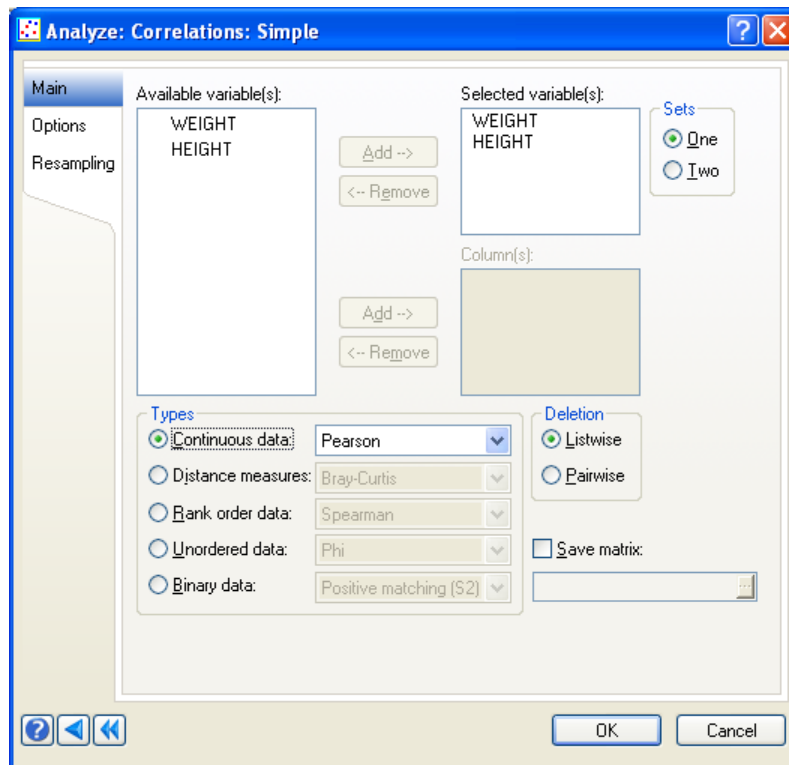 Analyze: Correlations: Simple
Main
Options
Resampling
Available variable(s):
WEIGHT
HEIGHT
Add -->
<-- Remove
Selected variable(s):
WEIGHT
HEIGHT
Sets
One
Two
Column(s):
Add -->
<-- Remove
Types
Continuous data: Pearson
Distance measures: Bray-Curtis
Rank order data: Spearman
Unordered data: Phi
Binary data: Positive matching (S2)
Deletion
Listwise
Pairwise
Save matrix:
...
OK
Cancel